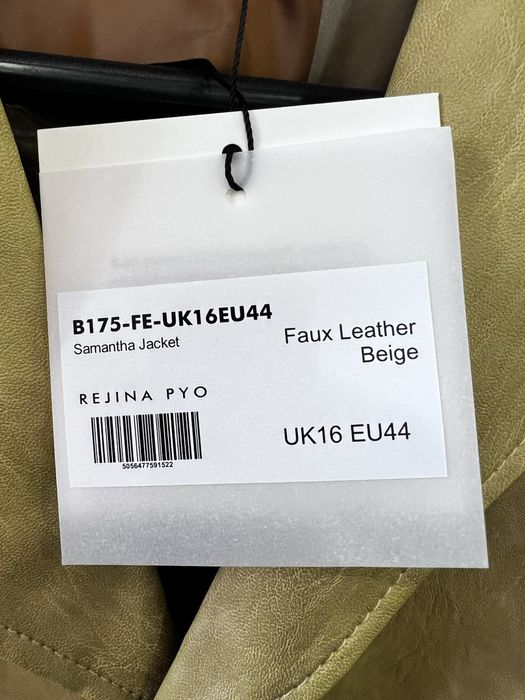 B175-FE-UK16EU44
Samantha Jacket
Faux Leather
Beige
REJINA PYO
5056477591522
UK16 EU44